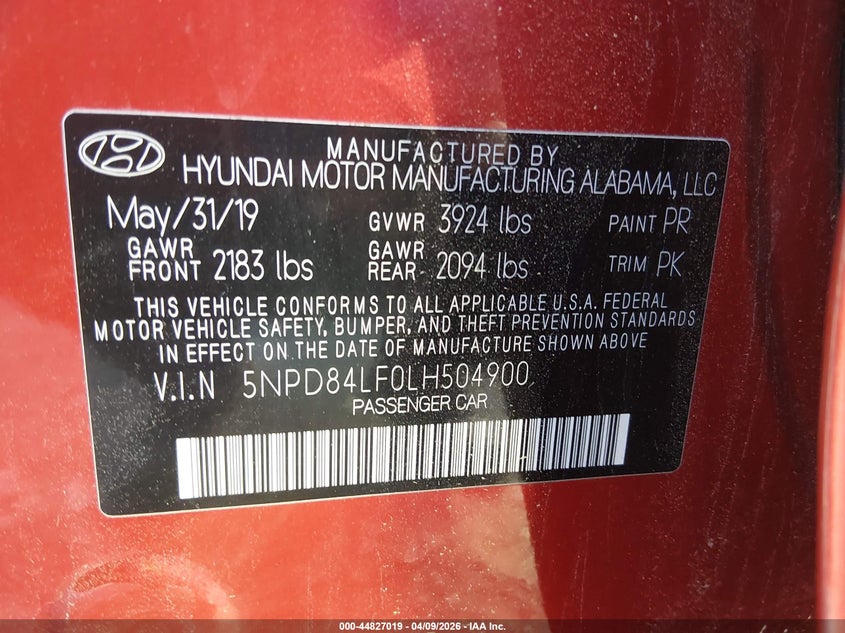 MANUFACTURED BY
HYUNDAI MOTOR MANUFACTURING ALABAMA, LLC
May/31/19 GVWR 3924 lbs PAINT PR
GAWR FRONT 2183 lbs GAWR REAR 2094 lbs TRIM PK
THIS VEHICLE CONFORMS TO ALL APPLICABLE U.S.A. FEDERAL
MOTOR VEHICLE SAFETY, BUMPER, AND THEFT PREVENTION STANDARDS
IN EFFECT ON THE DATE OF MANUFACTURE SHOWN ABOVE
V.I.N 5NPD84LF0LH504900
PASSENGER CAR
000-44827019 | 04/09/2026 - IAA Inc.